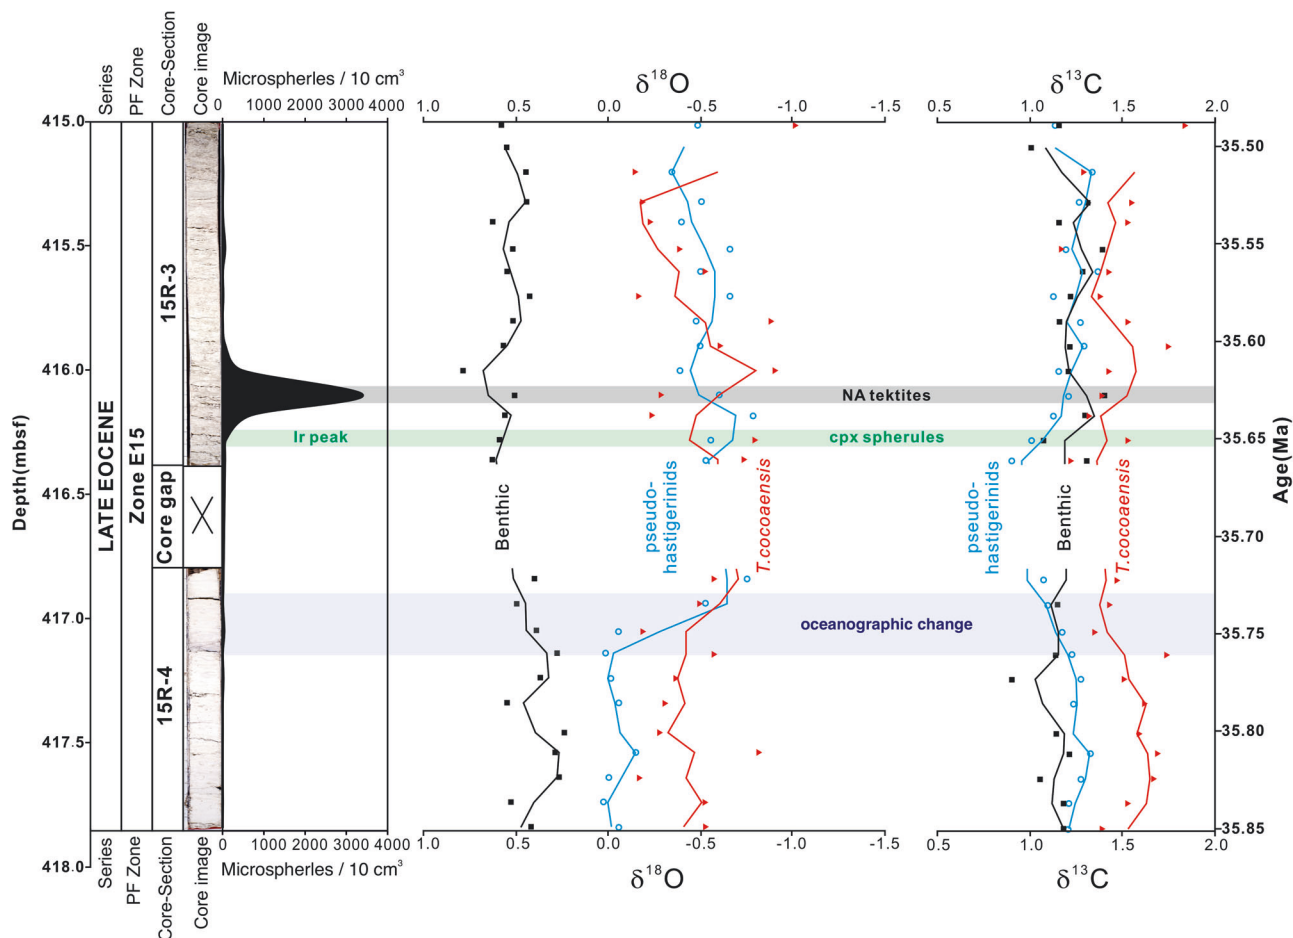 Series
PF Zone
Core-Section
Core image
Microspherles / 10 cm³
0 1000 2000 3000 4000
δ¹⁸O
1.0 0.5 0.0 -0.5 -1.0 -1.5
δ¹³C
0.5 1.0 1.5 2.0
Depth(mbsf)
415.0
415.5
416.0
416.5
417.0
417.5
418.0
LATE EOCENE
Zone E15
15R-3
Core gap
15R-4
NA tektites
Ir peak
cpx spherules
Benthic
pseudo-
hastigerinids
T.cocoaensis
pseudo-
hastigerinids
Benthic
T.cocoaensis
oceanographic change
35.50
35.55
35.60
35.65
35.70
35.75
35.80
35.85
Age(Ma)
0 1000 2000 3000 4000
Microspherles / 10 cm³
1.0 0.5 0.0 -0.5 -1.0 -1.5
δ¹⁸O
0.5 1.0 1.5 2.0
δ¹³C
Series
PF Zone
Core-Section
Core image